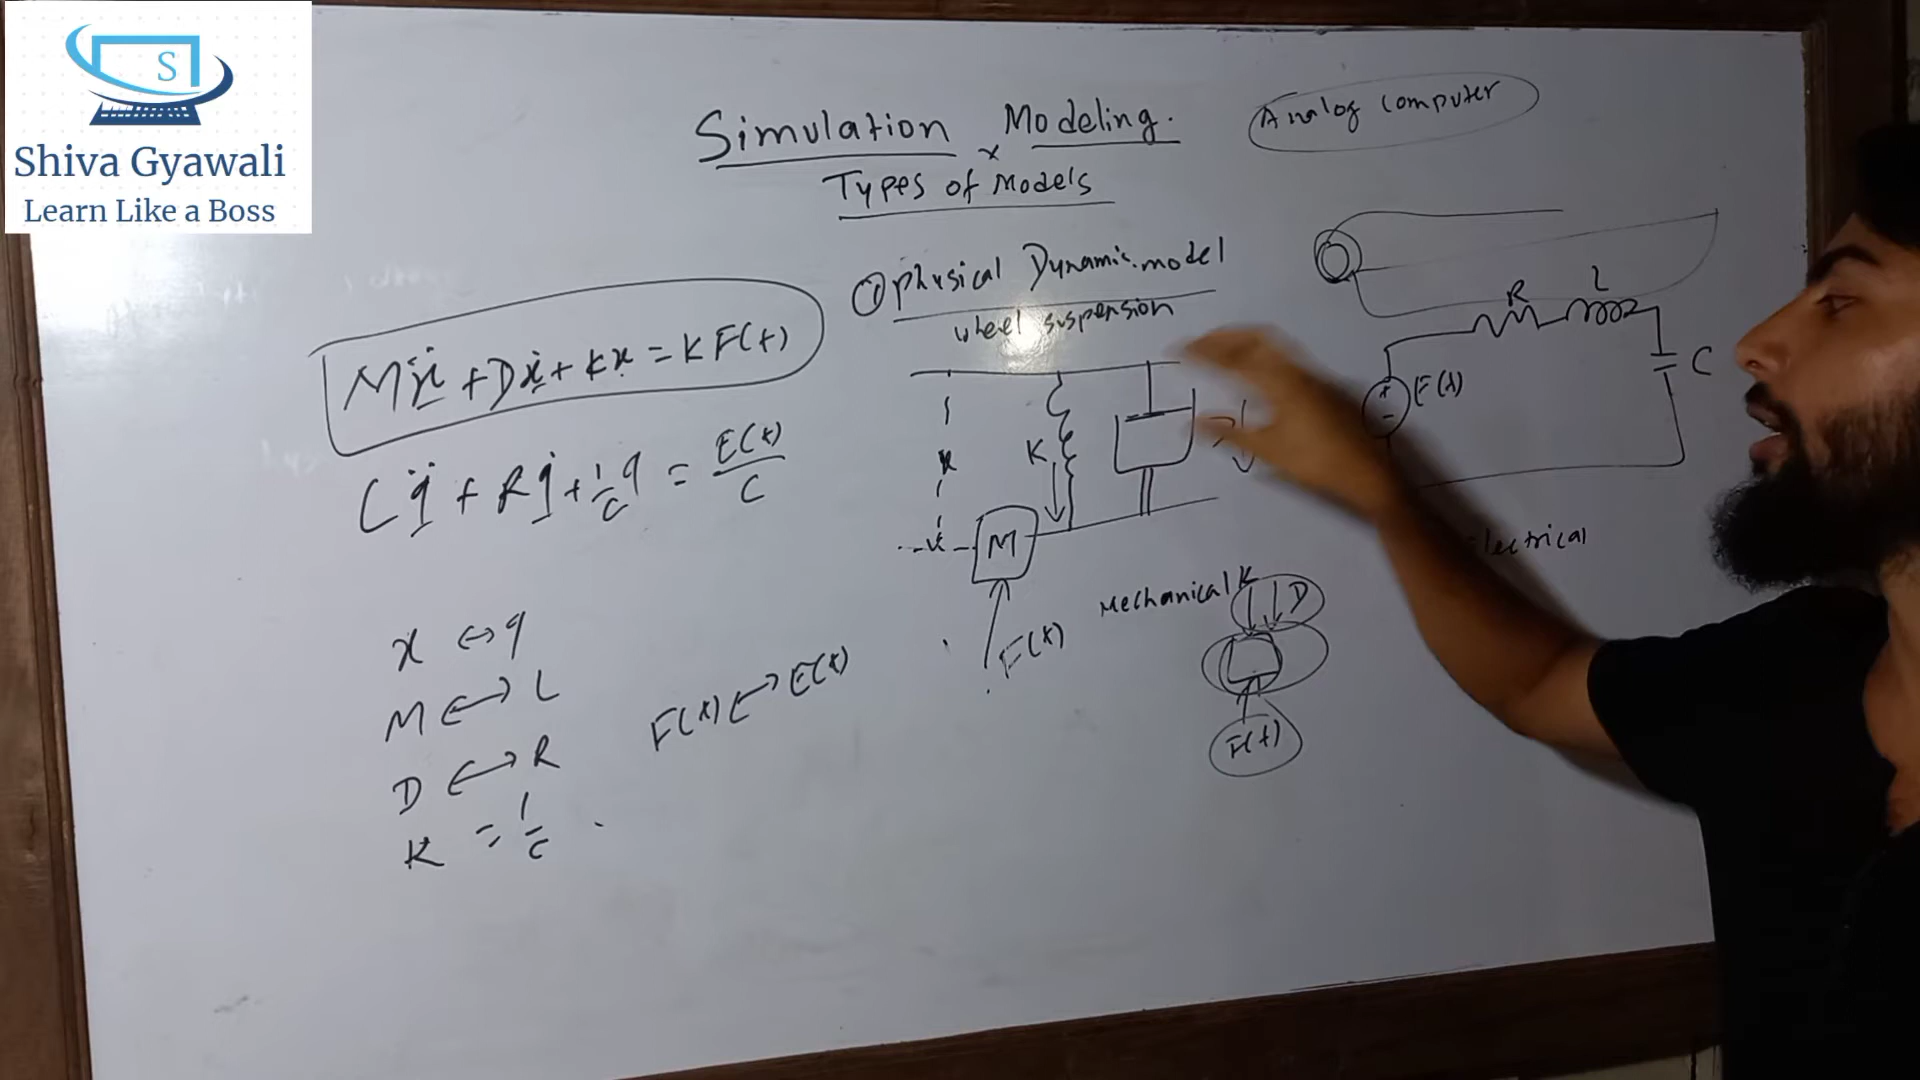 S
Shiva Gyawali
Learn Like a Boss
Simulation Modeling.
Types of Models
Analog Computer
① Physical Dynamic model
wheel suspension
Mẍ + Dẋ + Kx = K F(t)
Lq̈ + Rq̇ + 1/C q = E(t)/C
x
K
M
F(t)
R
L
+
-
E(t)
C
Mechanical
Electrical
K
D
F(t)
x ↔ q
M ↔ L
D ↔ R
K = 1/C
F(t) ↔ E(t)